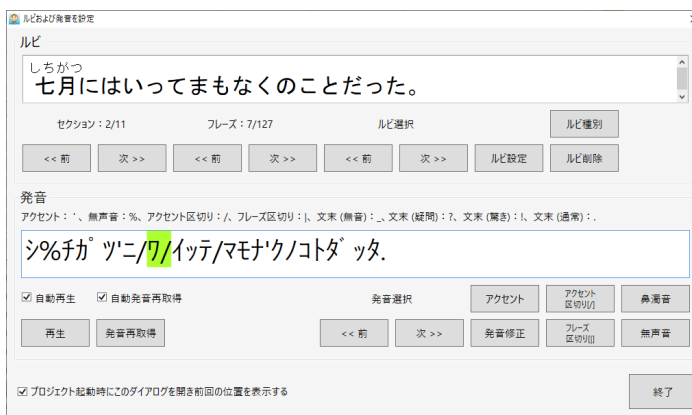 ルビおよび発音を設定
ルビ
しちがつ
七月にはいってまもなくのことだった。
セクション：2/11 フレーズ：7/127 ルビ選択 ルビ種別
<< 前 次 >> << 前 次 >> << 前 次 >> ルビ設定 ルビ削除
発音
アクセント：'、無声音：%、アクセント区切り：/、フレーズ区切り：|、文末 (無音)：_、文末 (疑問)：?、文末 (驚き)：!、文末 (通常)：.
シ%チカ゜ツ'ニ/ワ/イッテ/マモナ'クノコトタ゛ッタ.
自動再生 自動発音再取得 発音選択 アクセント アクセント区切り[/] 鼻濁音
再生 発音再取得 << 前 次 >> 発音修正 フレーズ区切り[|] 無声音
プロジェクト起動時にこのダイアログを開き前回の位置を表示する 終了